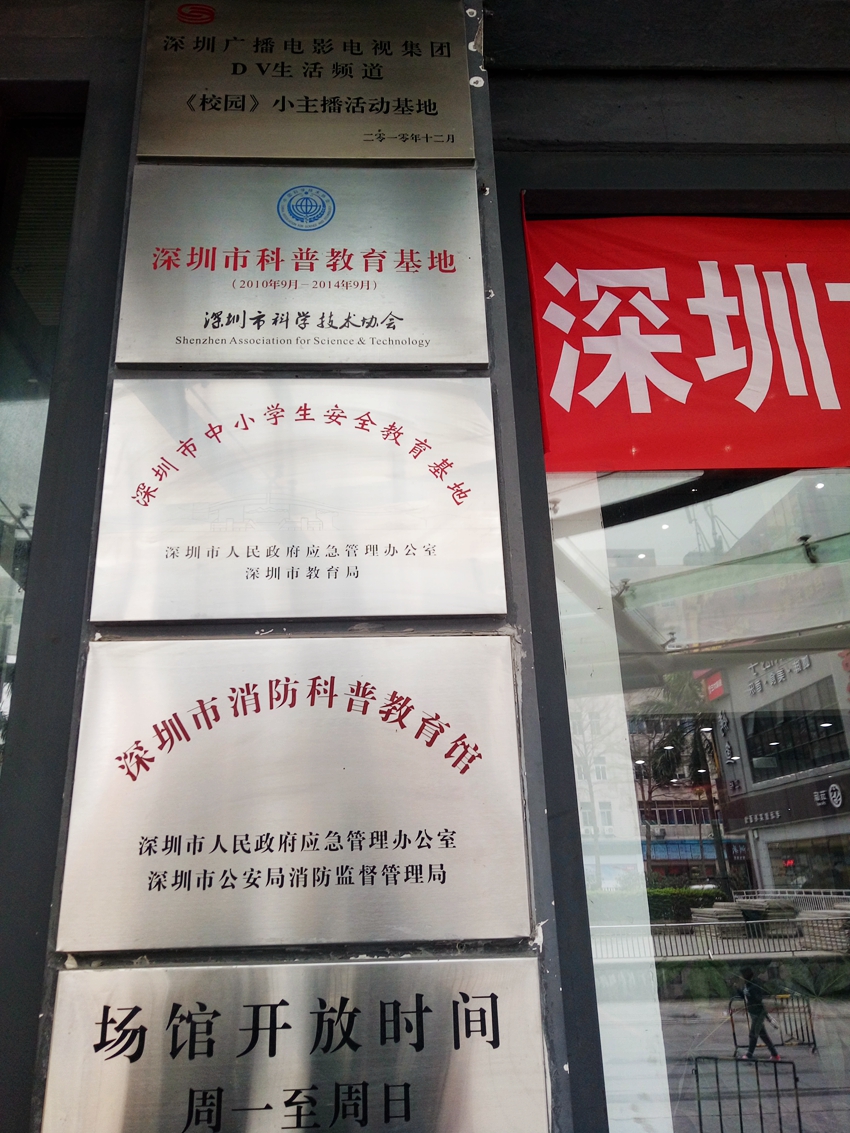 深圳广播电影电视集团
DV生活频道
《校园》小主播活动基地
二零一零年十二月
深圳市科普教育基地
（2010年9月－2014年9月）
深圳市科学技术协会
Shenzhen Association for Science & Technology
深圳市中小学生安全教育基地
深圳市人民政府应急管理办公室
深圳市教育局
深圳市消防科普教育馆
深圳市人民政府应急管理办公室
深圳市公安局消防监督管理局
场馆开放时间
周一至周日
深圳